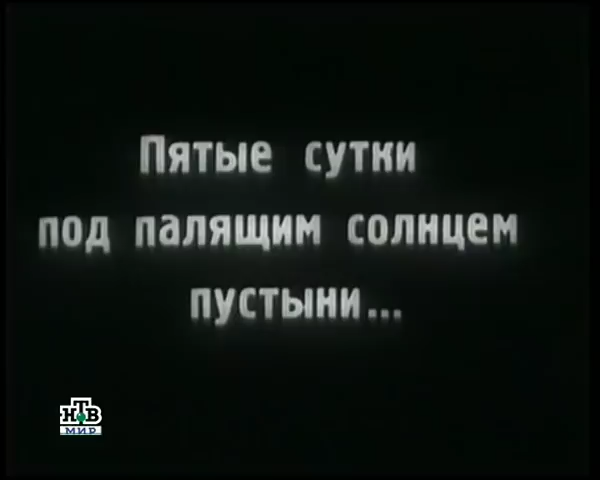 Пятые сутки
под палящим солнцем
пустыни...
НТВ
МИР